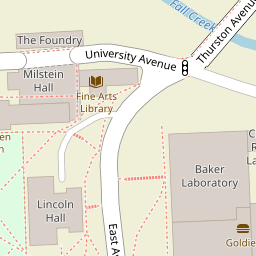 Fall Creek
Thurston Avenue
The Foundry
University Avenue
Milstein
Hall
Fine Arts
Library
Baker
Laboratory
Lincoln
Hall
East Av
Goldie